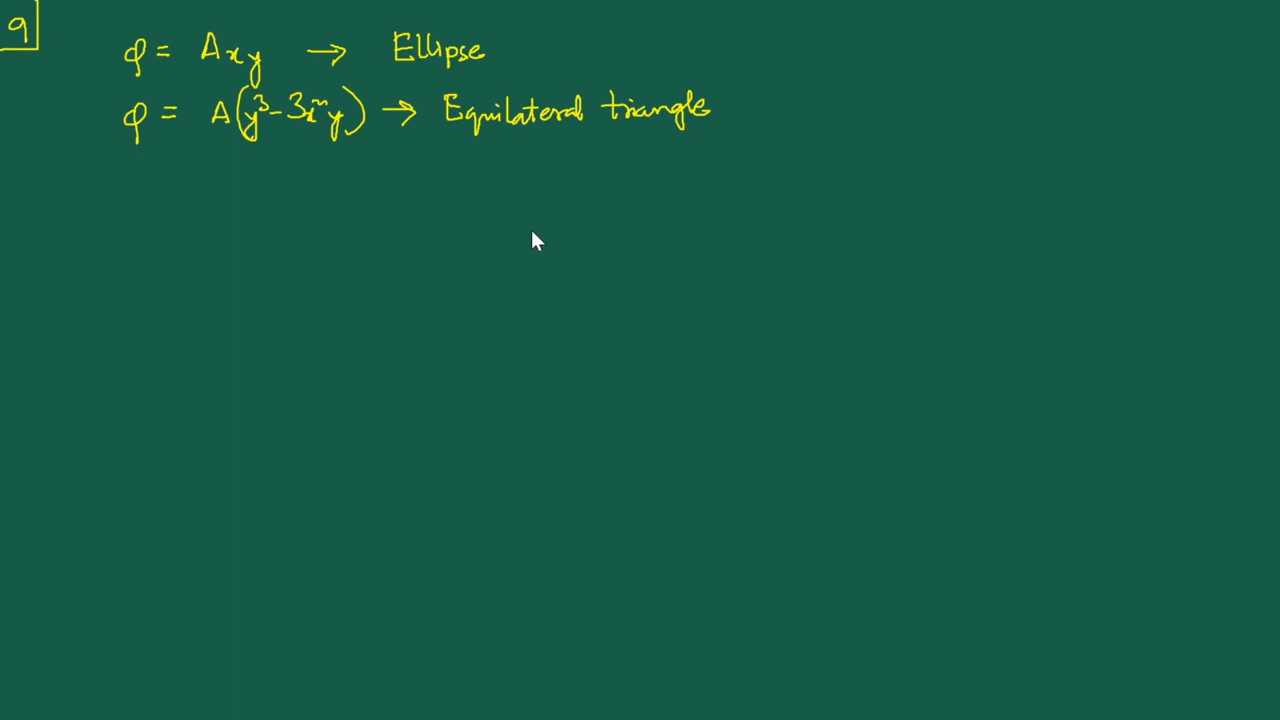 9
φ = Axy → Ellipse
φ = A(y³ - 3x²y) → Equilateral triangle